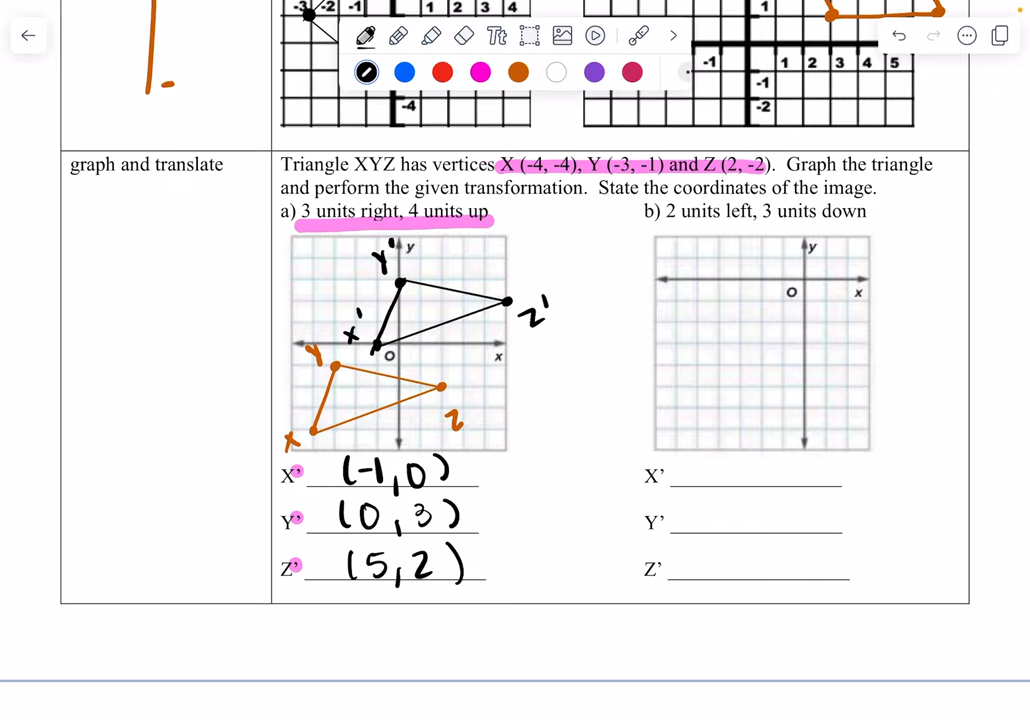 -3 -2 -1 1 2 3 4
-4
1
-1 1 2 3 4 5
-1
-2
Tt
graph and translate
Triangle XYZ has vertices X (-4, -4), Y (-3, -1) and Z (2, -2). Graph the triangle
and perform the given transformation. State the coordinates of the image.
a) 3 units right, 4 units up
b) 2 units left, 3 units down
Y' y
Z'
X'
O x
Y
Z
X
y
O x
X’ (-1,0)
Y’ (0,3)
Z’ (5,2)
X’
Y’
Z’